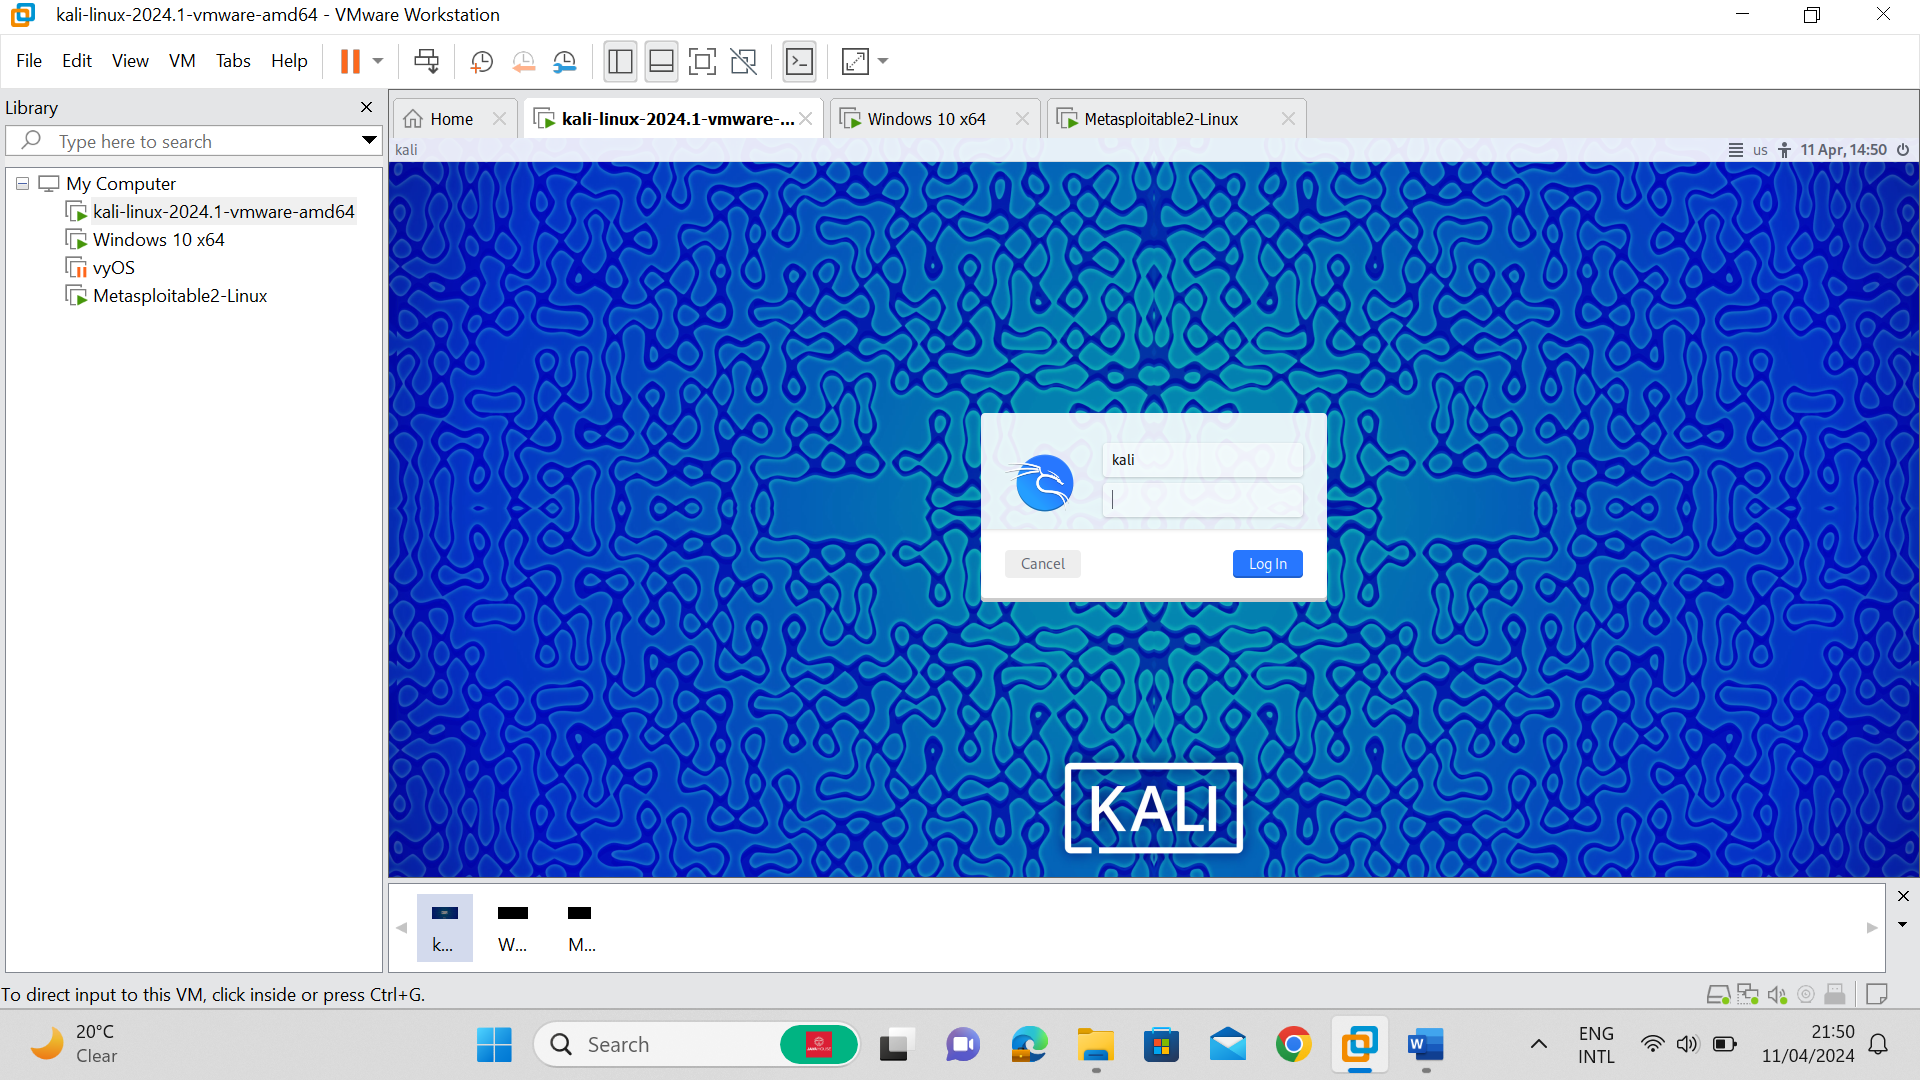 kali-linux-2024.1-vmware-amd64 - VMware Workstation
File Edit View VM Tabs Help
Library
Type here to search
My Computer
kali-linux-2024.1-vmware-amd64
Windows 10 x64
vyOS
Metasploitable2-Linux
Home kali-linux-2024.1-vmware-... Windows 10 x64 Metasploitable2-Linux
kali us 11 Apr, 14:50
kali
Cancel Log In
KALI
k... W... M...
To direct input to this VM, click inside or press Ctrl+G.
20°C
Clear
Search
ENG
INTL
21:50
11/04/2024